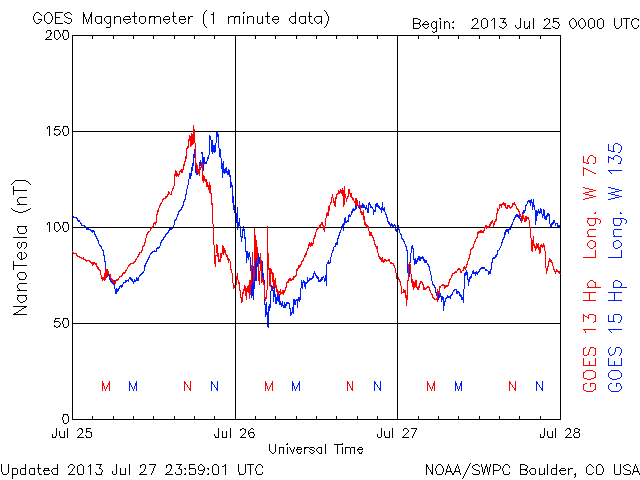 GOES Magnetometer (1 minute data)
Begin: 2013 Jul 25 0000 UTC
200
150
100
50
0
NanoTesla (nT)
M M N N M M N N M M N N
Jul 25 Jul 26 Jul 27 Jul 28
Universal Time
GOES 13 Hp Long. W 75
GOES 15 Hp Long. W 135
Updated 2013 Jul 27 23:59:01 UTC
NOAA/SWPC Boulder, CO USA